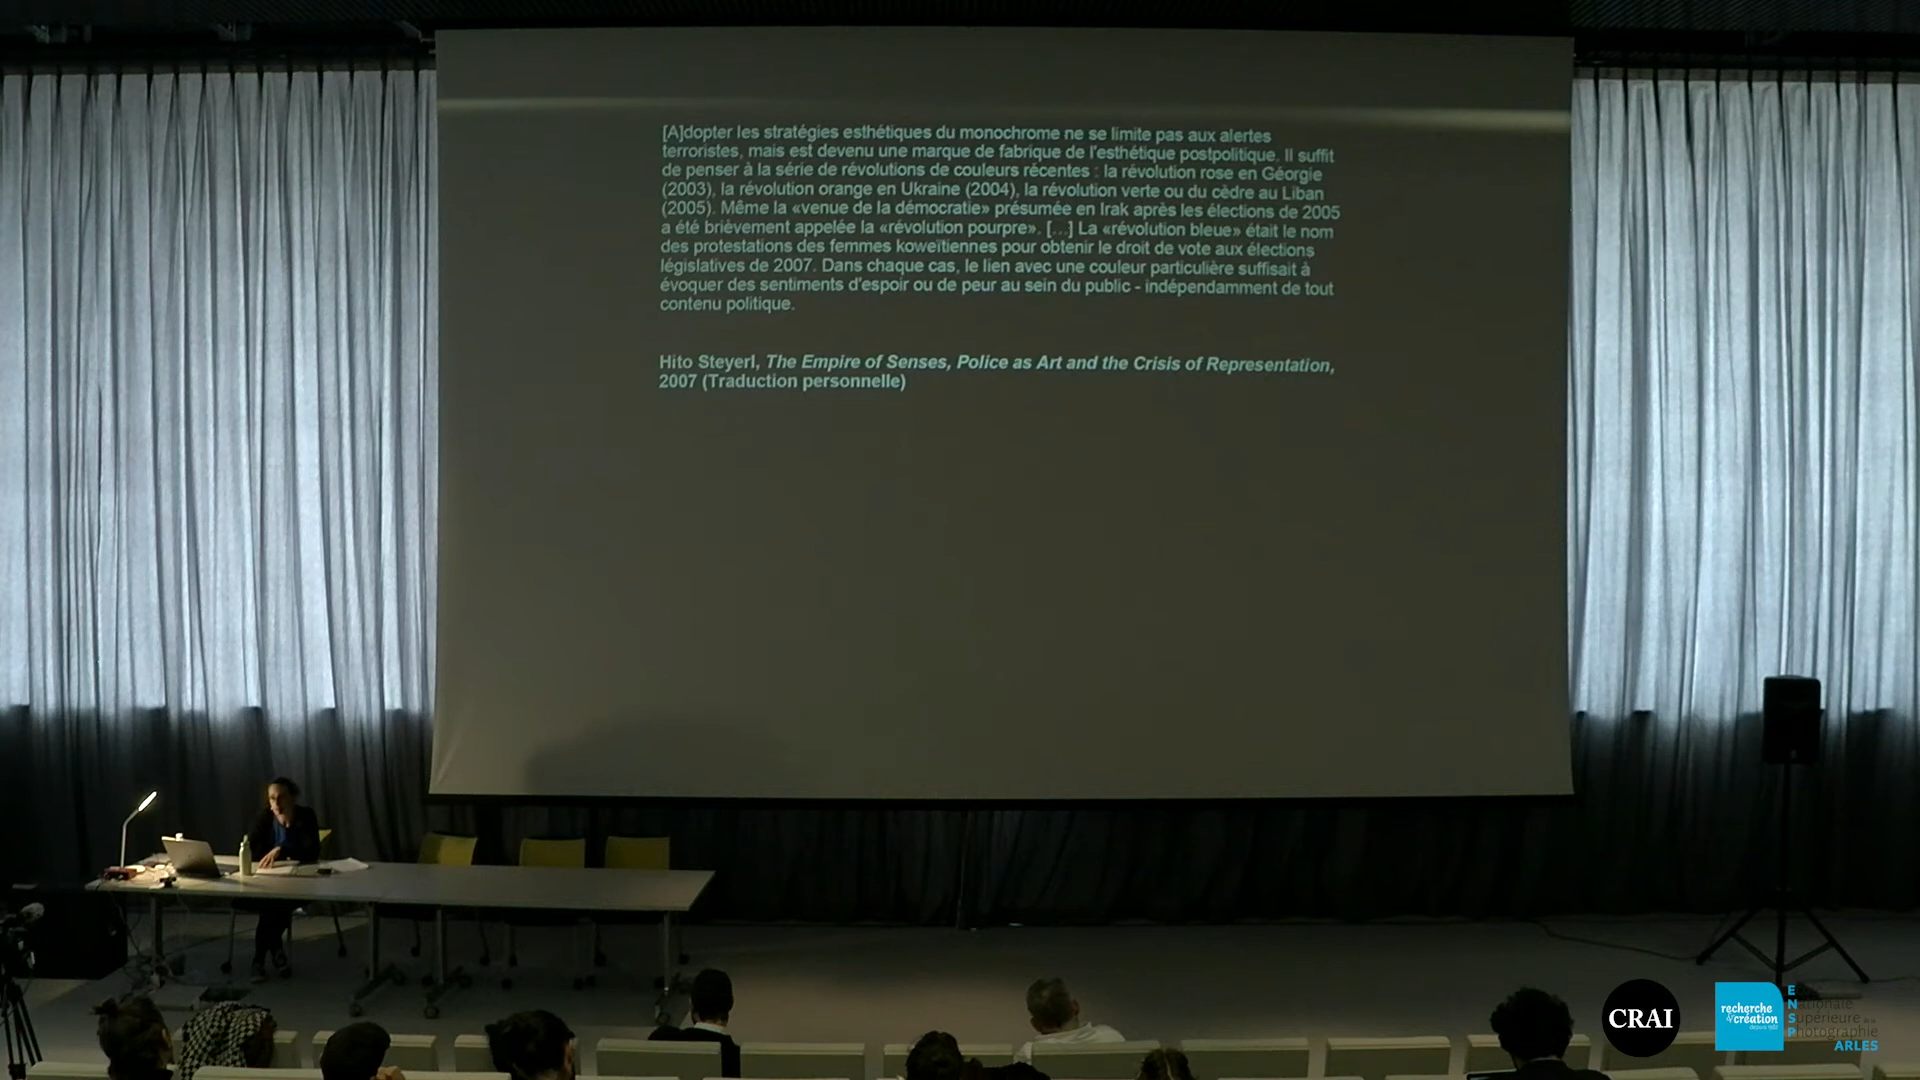 [A]dopter les stratégies esthétiques du monochrome ne se limite pas aux alertes
terroristes, mais est devenu une marque de fabrique de l'esthétique postpolitique. Il suffit
de penser à la série de révolutions de couleurs récentes : la révolution rose en Géorgie
(2003), la révolution orange en Ukraine (2004), la révolution verte ou du cèdre au Liban
(2005). Même la «venue de la démocratie» présumée en Irak après les élections de 2005
a été brièvement appelée la «révolution pourpre». [...] La «révolution bleue» était le nom
des protestations des femmes koweïtiennes pour obtenir le droit de vote aux élections
législatives de 2007. Dans chaque cas, le lien avec une couleur particulière suffisait à
évoquer des sentiments d'espoir ou de peur au sein du public - indépendamment de tout
contenu politique.
Hito Steyerl, The Empire of Senses, Police as Art and the Crisis of Representation,
2007 (Traduction personnelle)
CRAI
recherche
&création
depuis 1982
Nationale
Supérieure de la
Photographie
ARLES